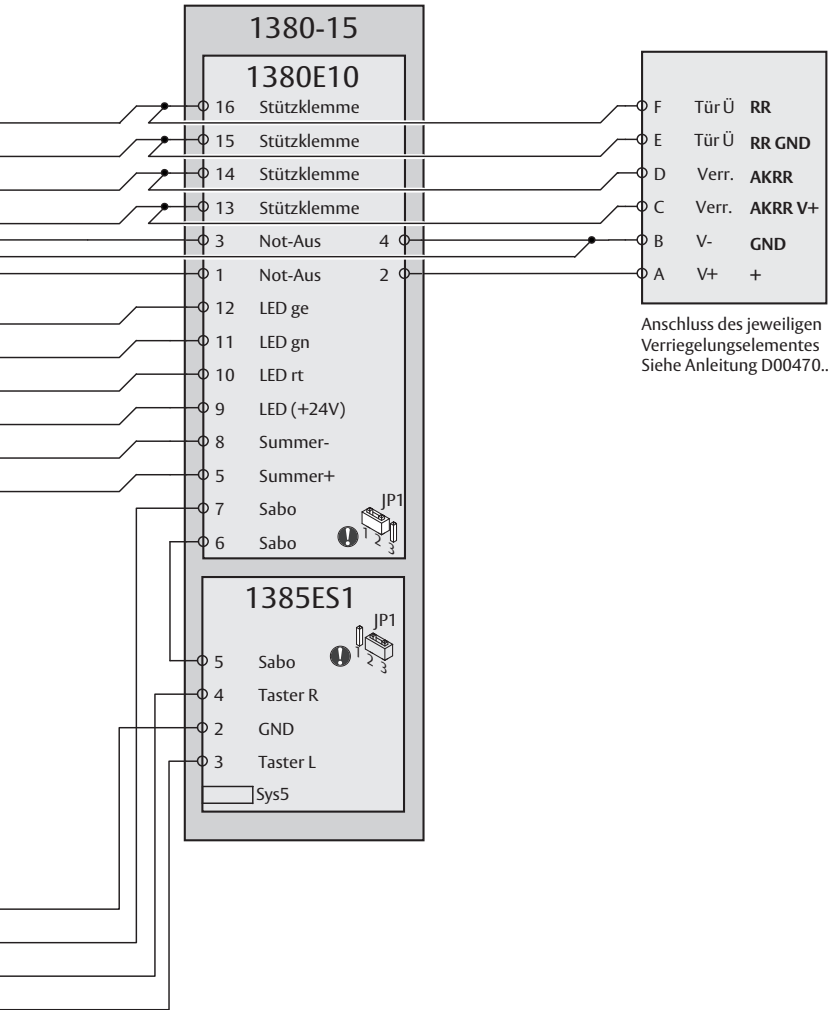 1380-15
1380E10
16 Stützklemme
15 Stützklemme
14 Stützklemme
13 Stützklemme
3 Not-Aus 4
1 Not-Aus 2
12 LED ge
11 LED gn
10 LED rt
9 LED (+24V)
8 Summer-
5 Summer+
7 Sabo
JP1
6 Sabo
1 2 3
1385ES1
JP1
5 Sabo
1 2 3
4 Taster R
2 GND
3 Taster L
Sys5
F Tür Ü RR
E Tür Ü RR GND
D Verr. AKRR
C Verr. AKRR V+
B V- GND
A V+ +
Anschluss des jeweiligen
Verriegelungselementes
Siehe Anleitung D00470..